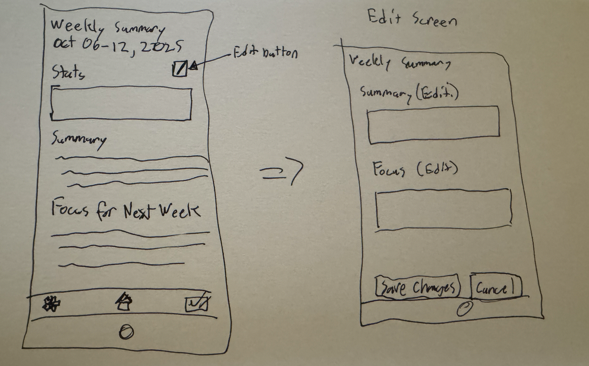 Weekly Summary
Oct 06-12, 2025
Stats
Edit button
Summary
Focus for Next Week
Edit Screen
Weekly Summary
Summary (Edit)
Focus (Edit)
Save Changes
Cancel